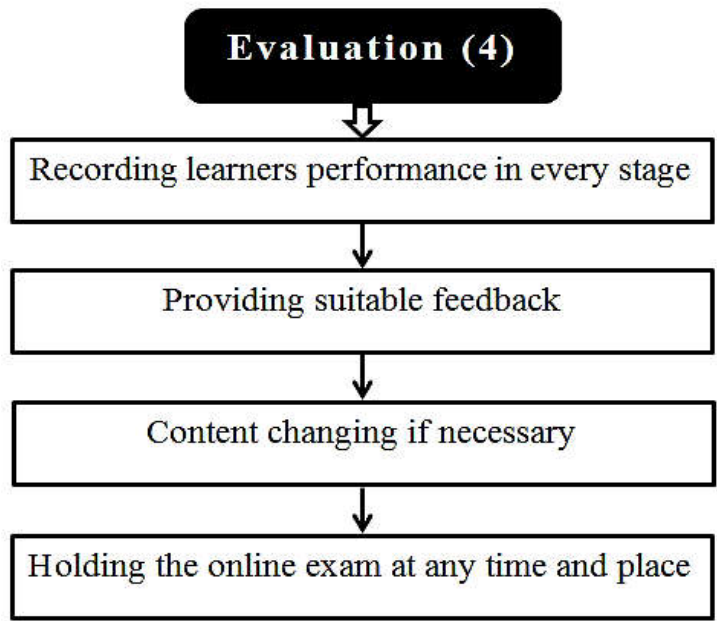 Evaluation (4)
Recording learners performance in every stage
Providing suitable feedback
Content changing if necessary
Holding the online exam at any time and place